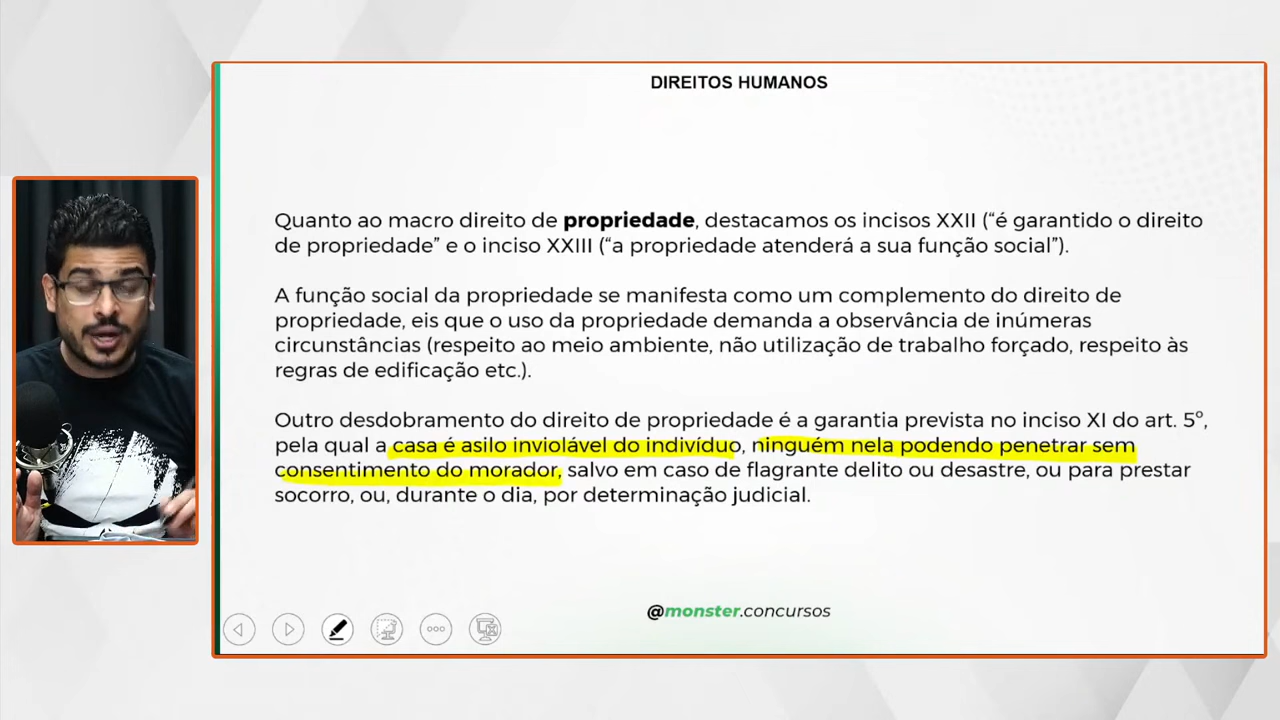 DIREITOS HUMANOS
Quanto ao macro direito de propriedade, destacamos os incisos XXII (“é garantido o direito
de propriedade” e o inciso XXIII (“a propriedade atenderá a sua função social”).
A função social da propriedade se manifesta como um complemento do direito de
propriedade, eis que o uso da propriedade demanda a observância de inúmeras
circunstâncias (respeito ao meio ambiente, não utilização de trabalho forçado, respeito às
regras de edificação etc.).
Outro desdobramento do direito de propriedade é a garantia prevista no inciso XI do art. 5º,
pela qual a casa é asilo inviolável do indivíduo, ninguém nela podendo penetrar sem
consentimento do morador, salvo em caso de flagrante delito ou desastre, ou para prestar
socorro, ou, durante o dia, por determinação judicial.
@monster.concursos